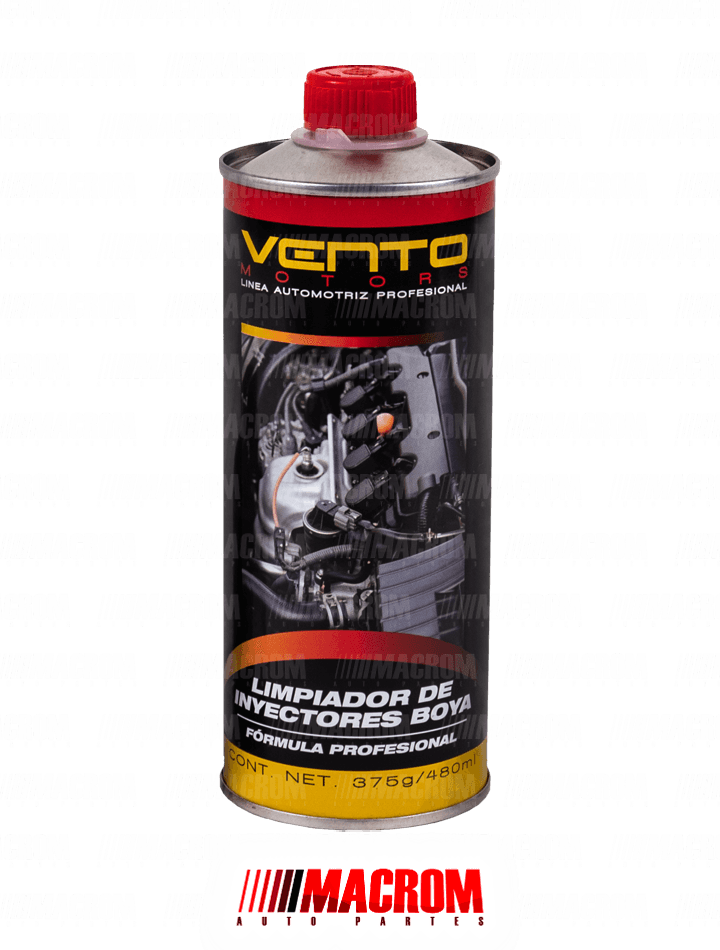 VENTO
MOTORS
LINEA AUTOMOTRIZ PROFESIONAL
LIMPIADOR DE
INYECTORES BOYA
FÓRMULA PROFESIONAL
CONT. NET. 375g/480ml
MACROM
AUTO PARTES